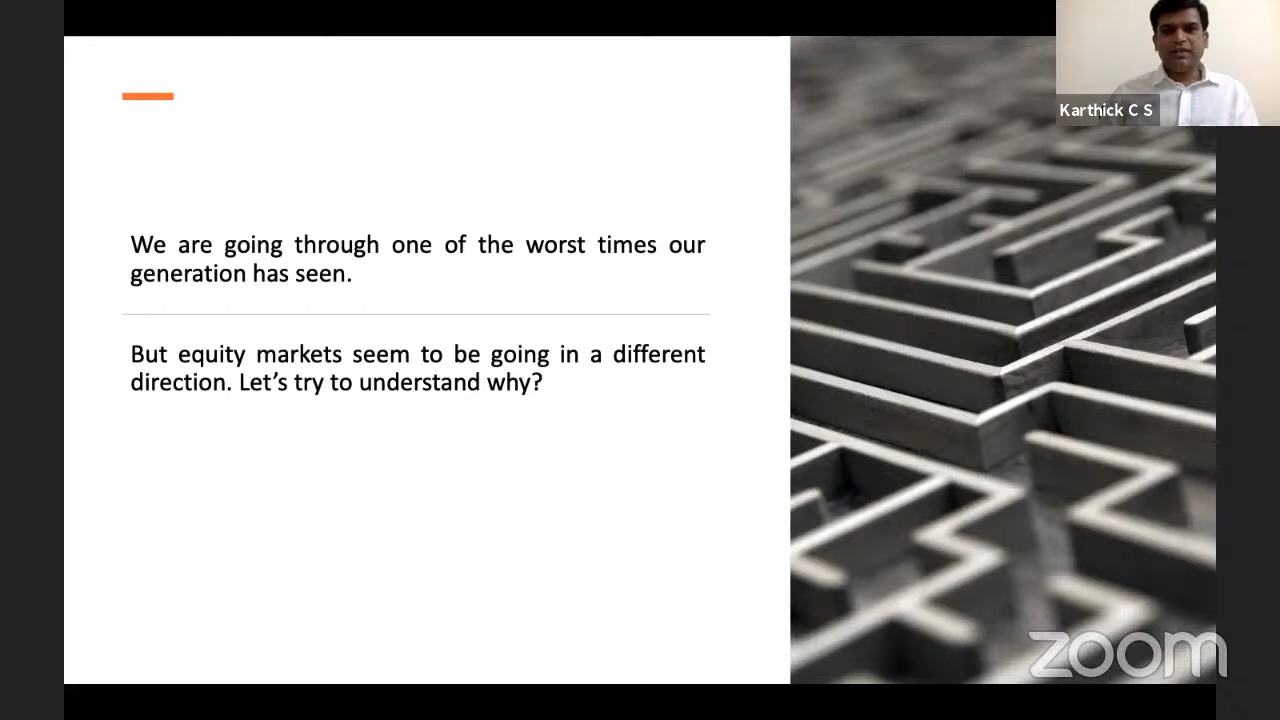 Karthick C S
We are going through one of the worst times our
generation has seen.
But equity markets seem to be going in a different
direction. Let’s try to understand why?
zoom